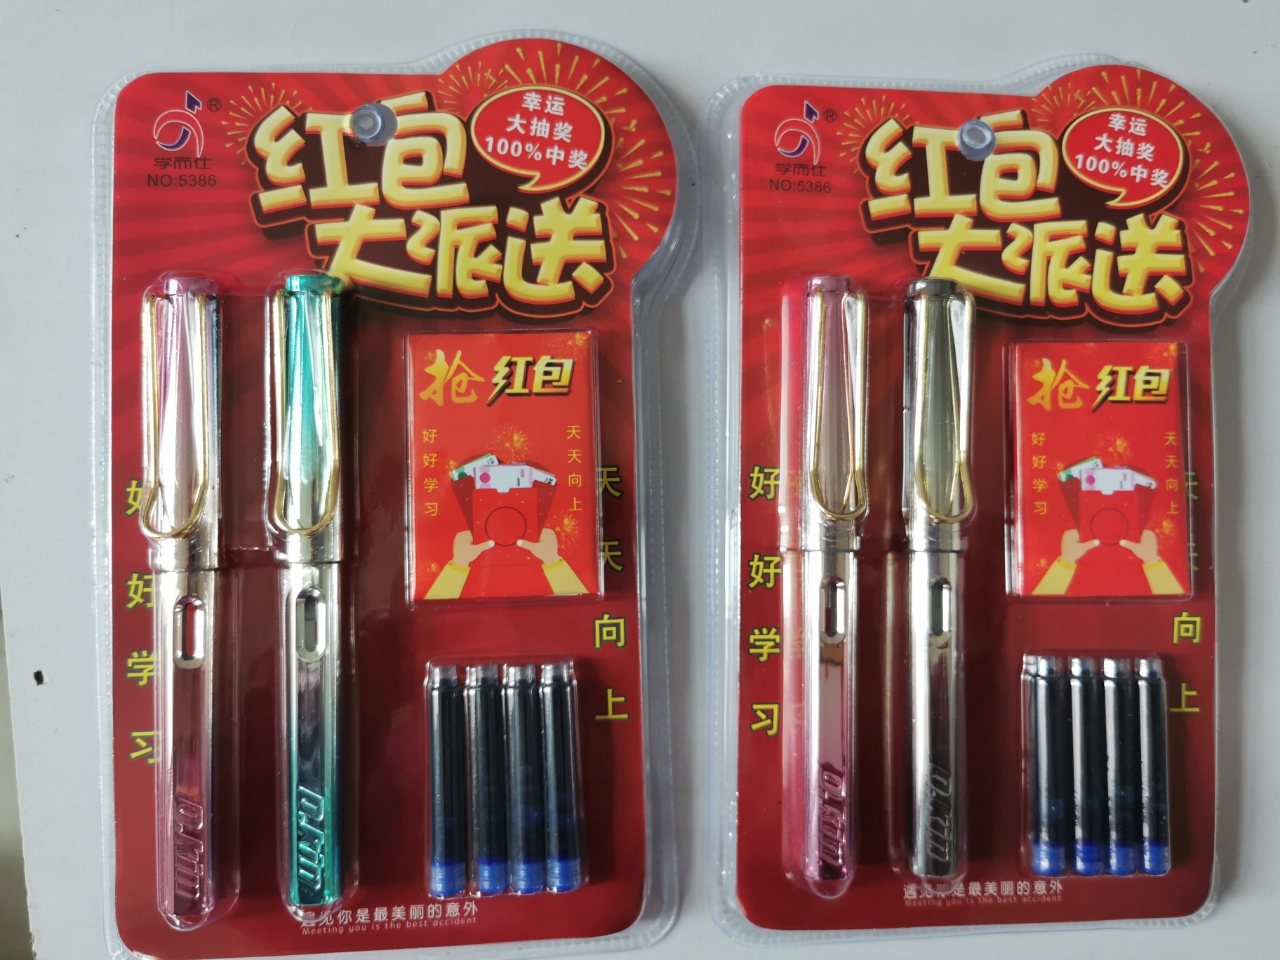 学而仕
NO:5386
红包
大派送
幸运
大抽奖
100%中奖
抢红包
好好学习
天天向上
好好学习
天天向上
遇见你是最美丽的意外
Meeting you is the best accident
学而仕
NO:5386
红包
大派送
幸运
大抽奖
100%中奖
抢红包
好好学习
天天向上
好好学习
天天向上
遇见你是最美丽的意外
Meeting you is the best accident